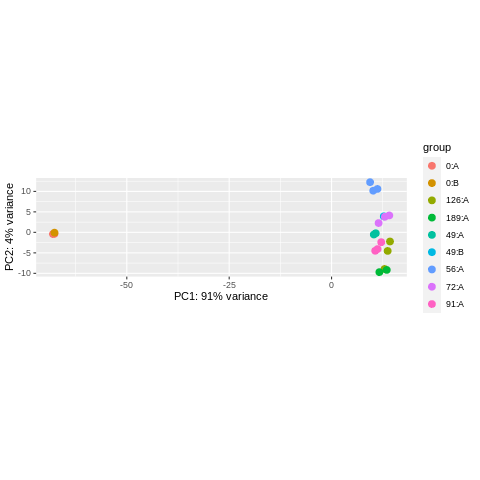 group
0:A
0:B
126:A
189:A
49:A
49:B
56:A
72:A
91:A
PC2: 4% variance
10
5
0
-5
-10
-50
-25
0
PC1: 91% variance